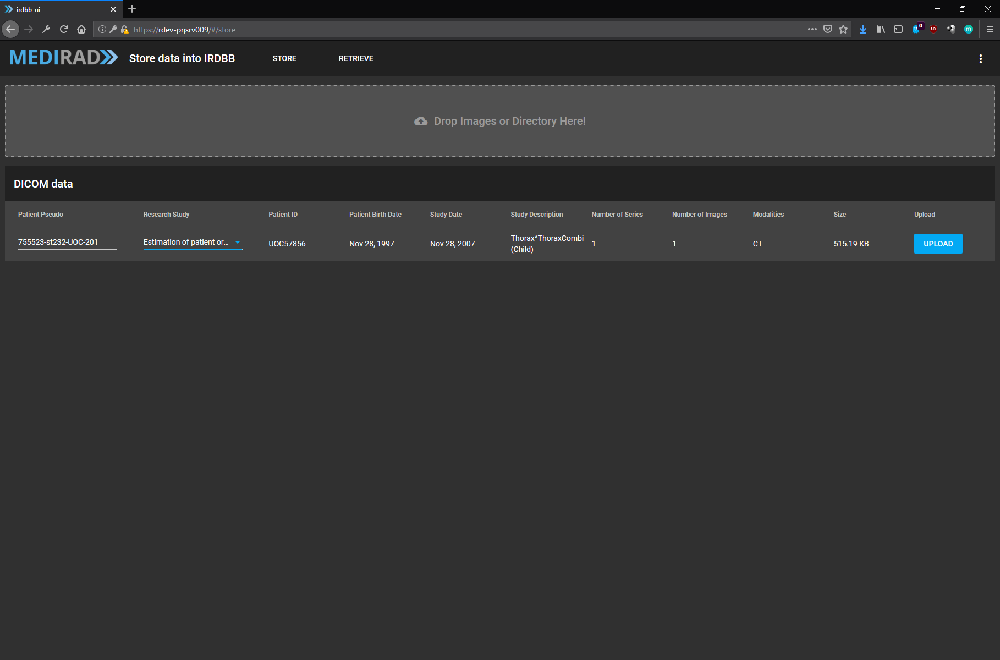 irdbb-ui
https://rdev-prjsrv009/#/store
0
m
MEDIRAD
Store data into IRDBB
STORE
RETRIEVE
Drop Images or Directory Here!
DICOM data
Patient Pseudo
Research Study
Patient ID
Patient Birth Date
Study Date
Study Description
Number of Series
Number of Images
Modalities
Size
Upload
755523-st232-UOC-201
Estimation of patient or...
UOC57856
Nov 28, 1997
Nov 28, 2007
Thorax^ThoraxCombi
(Child)
1
1
CT
515.19 KB
UPLOAD